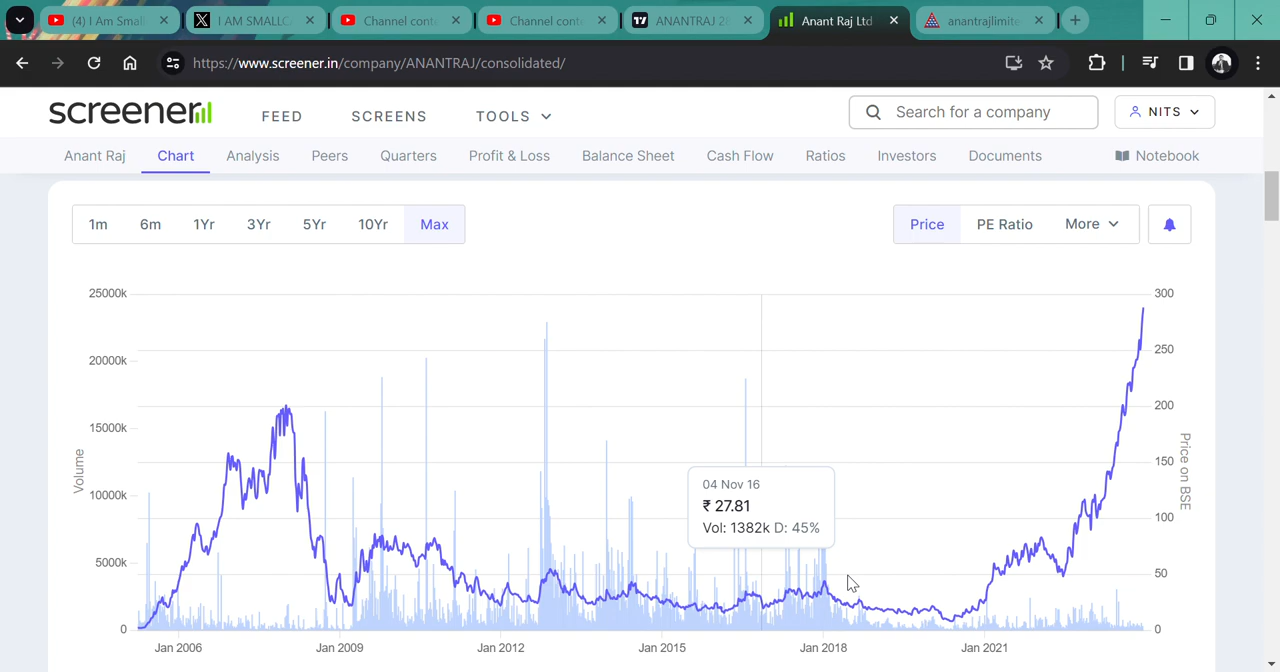 (4) I Am Small
I AM SMALLC
Channel conte
Channel conte
ANANTRAJ 28
Anant Raj Ltd
anantrajlimite
https://www.screener.in/company/ANANTRAJ/consolidated/
screener
FEED
SCREENS
TOOLS
Search for a company
NITS
Anant Raj
Chart
Analysis
Peers
Quarters
Profit & Loss
Balance Sheet
Cash Flow
Ratios
Investors
Documents
Notebook
1m
6m
1Yr
3Yr
5Yr
10Yr
Max
Price
PE Ratio
More
25000k
20000k
15000k
10000k
5000k
0
Volume
300
250
200
150
100
50
0
Price on BSE
04 Nov 16
₹ 27.81
Vol: 1382k D: 45%
Jan 2006
Jan 2009
Jan 2012
Jan 2015
Jan 2018
Jan 2021